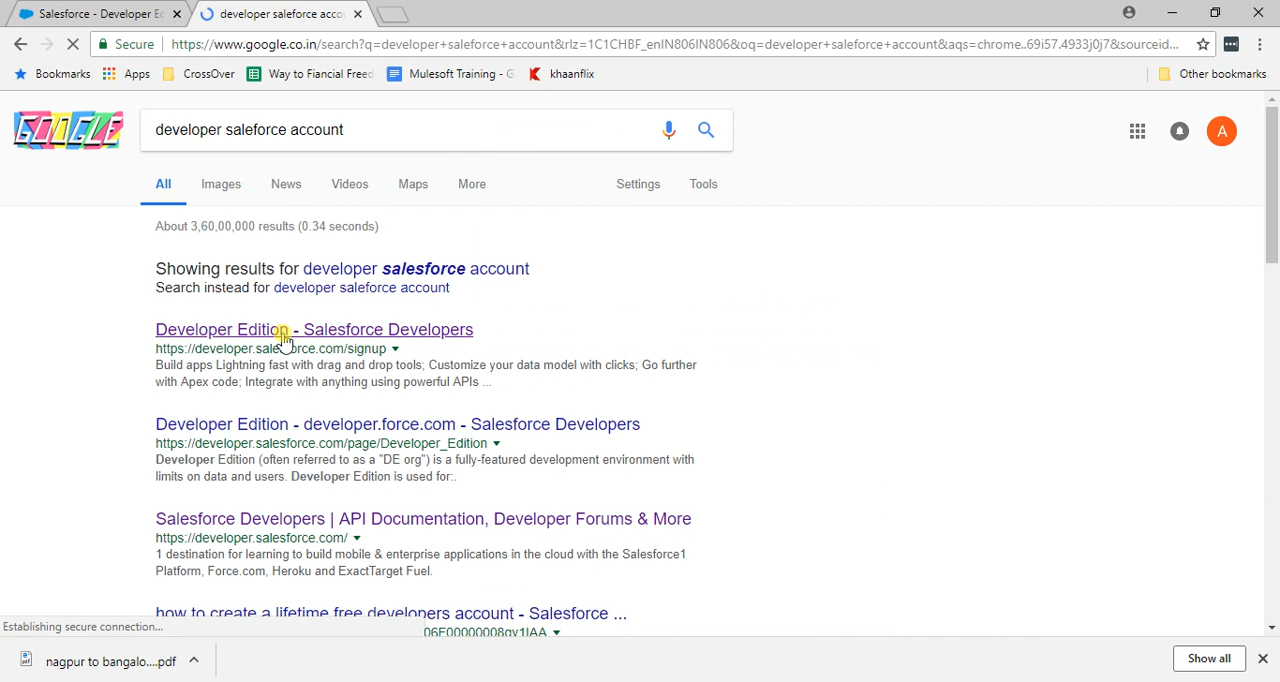 Salesforce - Developer Ec
developer saleforce acco
Secure
https://www.google.co.in/search?q=developer+saleforce+account&rlz=1C1CHBF_enIN806IN806&oq=developer+saleforce+account&aqs=chrome..69i57.4933j0j7&sourceid...
Bookmarks Apps CrossOver Way to Fiancial Freed Mulesoft Training - G khaanflix Other bookmarks
GOOGLE
developer saleforce account
A
All Images News Videos Maps More Settings Tools
About 3,60,00,000 results (0.34 seconds)
Showing results for developer salesforce account
Search instead for developer saleforce account
Developer Edition - Salesforce Developers
https://developer.salesforce.com/signup
Build apps Lightning fast with drag and drop tools; Customize your data model with clicks; Go further
with Apex code; Integrate with anything using powerful APIs ...
Developer Edition - developer.force.com - Salesforce Developers
https://developer.salesforce.com/page/Developer_Edition
Developer Edition (often referred to as a "DE org") is a fully-featured development environment with
limits on data and users. Developer Edition is used for:.
Salesforce Developers | API Documentation, Developer Forums & More
https://developer.salesforce.com/
1 destination for learning to build mobile & enterprise applications in the cloud with the Salesforce1
Platform, Force.com, Heroku and ExactTarget Fuel.
how to create a lifetime free developers account - Salesforce ...
Establishing secure connection...
nagpur to bangalo....pdf
Show all